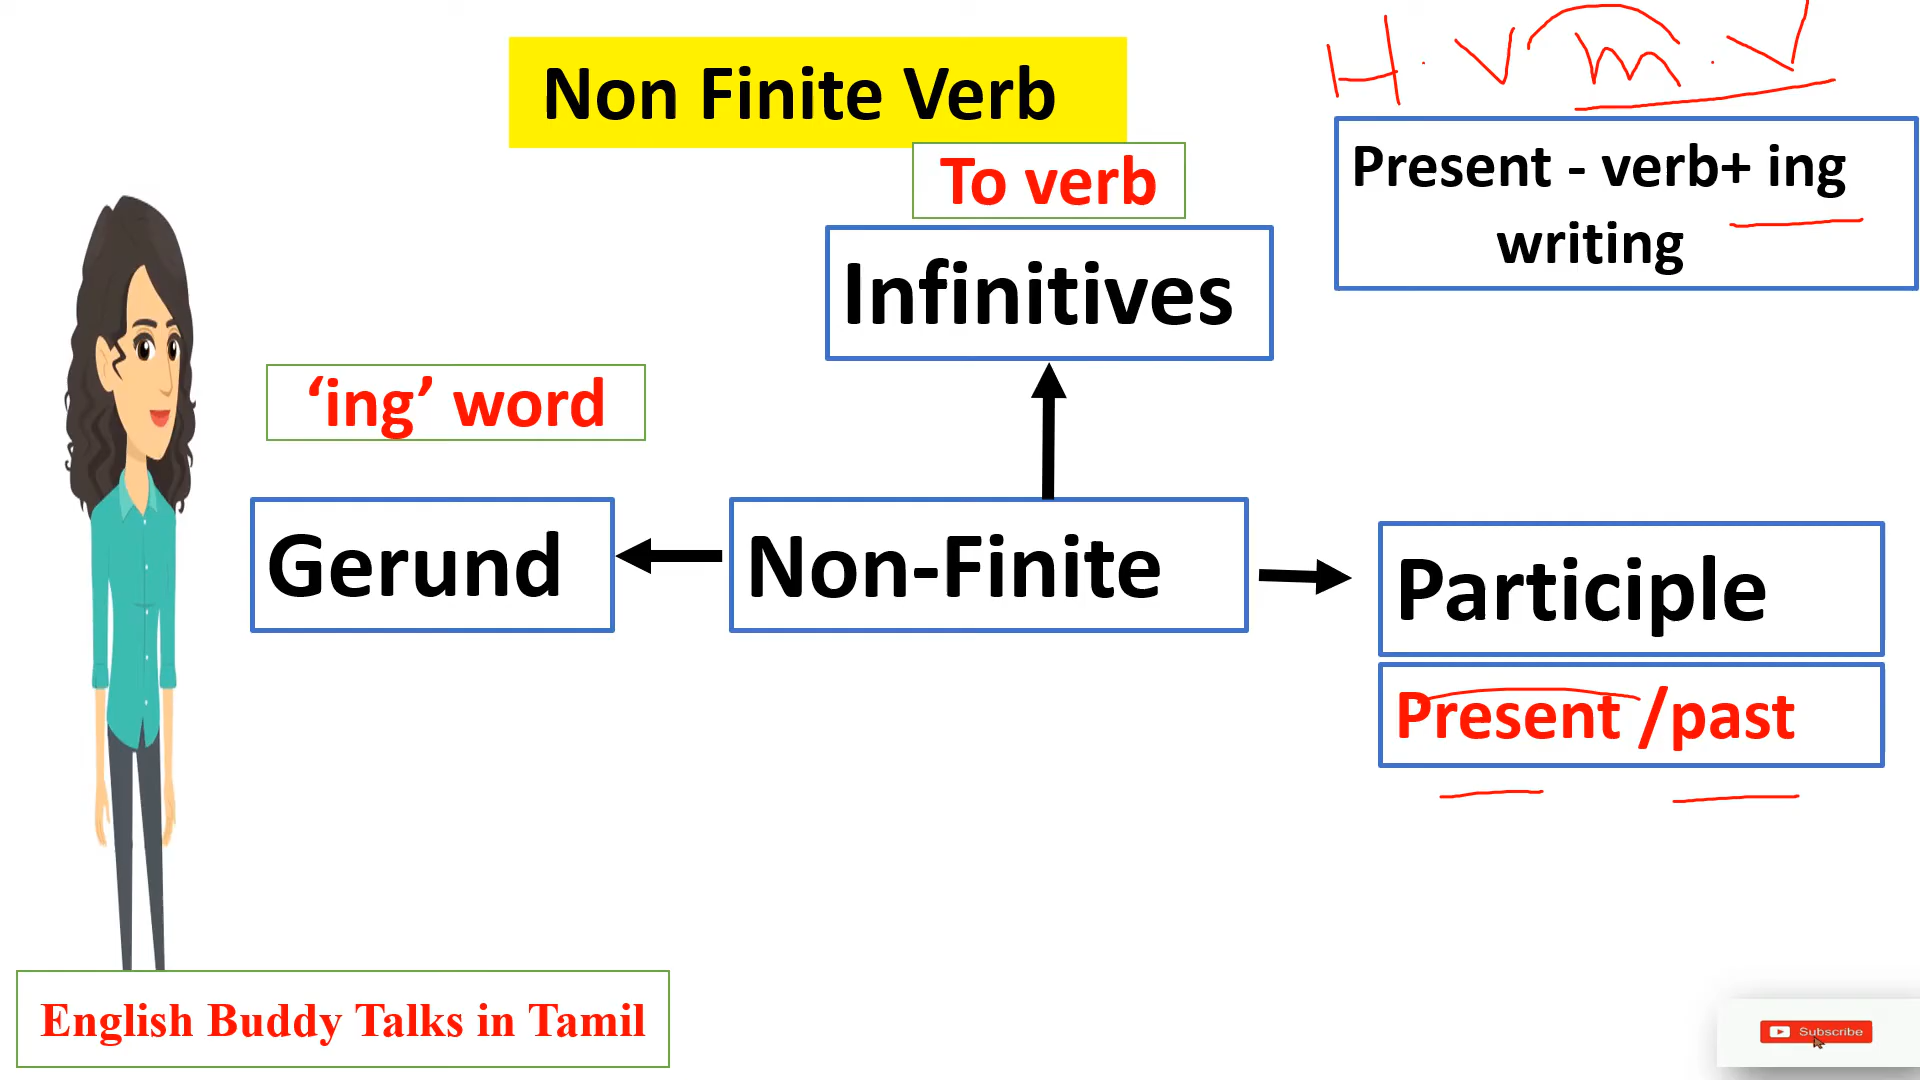 H.V m.V
Non Finite Verb
To verb
Present - verb+ ing
writing
Infinitives
‘ing’ word
Gerund
Non-Finite
Participle
Present /past
English Buddy Talks in Tamil
Subscribe